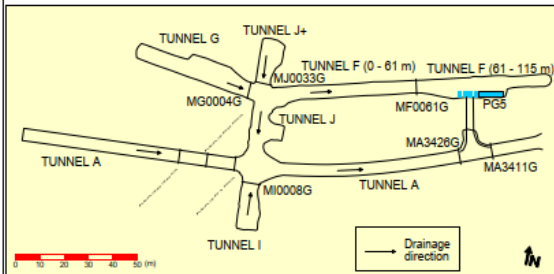 TUNNEL J+
TUNNEL G
TUNNEL F (0 - 61 m)
TUNNEL F (61 - 115 m)
MJ0033G
MG0004G
MF0061G
PG5
TUNNEL J
MA3426G
TUNNEL A
MA3411G
MI0008G
TUNNEL A
TUNNEL I
Drainage
direction
0
10
20
30
40
50 (m)
N